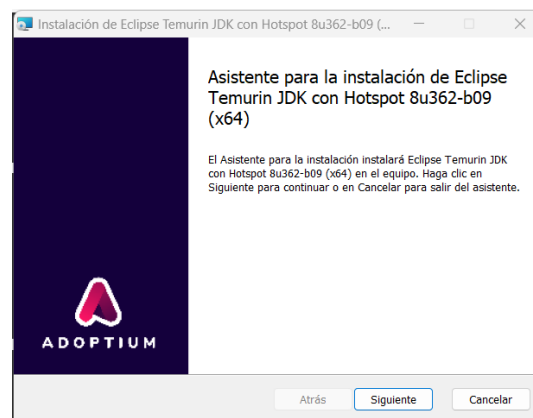 Instalación de Eclipse Temurin JDK con Hotspot 8u362-b09 (...
Asistente para la instalación de Eclipse
Temurin JDK con Hotspot 8u362-b09
(x64)
El Asistente para la instalación instalará Eclipse Temurin JDK
con Hotspot 8u362-b09 (x64) en el equipo. Haga clic en
Siguiente para continuar o en Cancelar para salir del asistente.
ADOPTIUM
Atrás
Siguiente
Cancelar